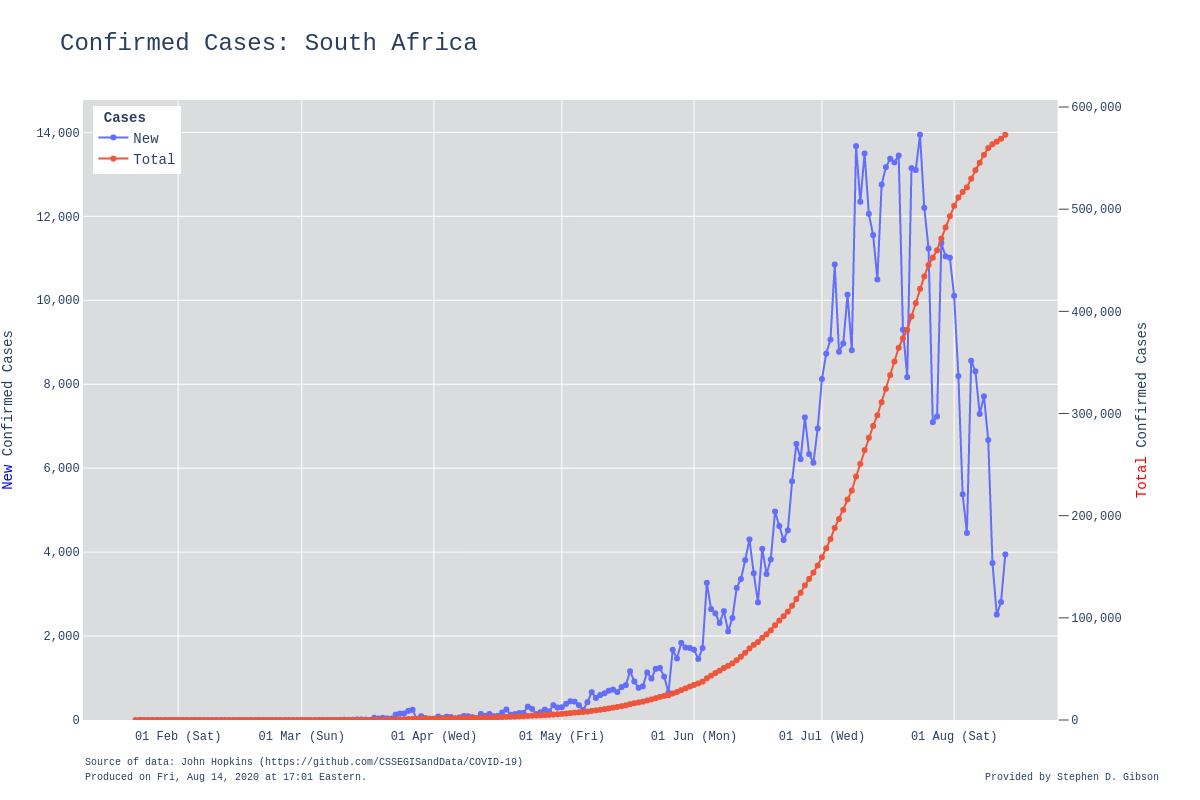 Confirmed Cases: South Africa
Cases
New
Total
14,000
12,000
10,000
8,000
6,000
4,000
2,000
0
New Confirmed Cases
600,000
500,000
400,000
300,000
200,000
100,000
0
Total Confirmed Cases
01 Feb (Sat) 01 Mar (Sun) 01 Apr (Wed) 01 May (Fri) 01 Jun (Mon) 01 Jul (Wed) 01 Aug (Sat)
Source of data: John Hopkins (https://github.com/CSSEGISandData/COVID-19)
Produced on Fri, Aug 14, 2020 at 17:01 Eastern.
Provided by Stephen D. Gibson